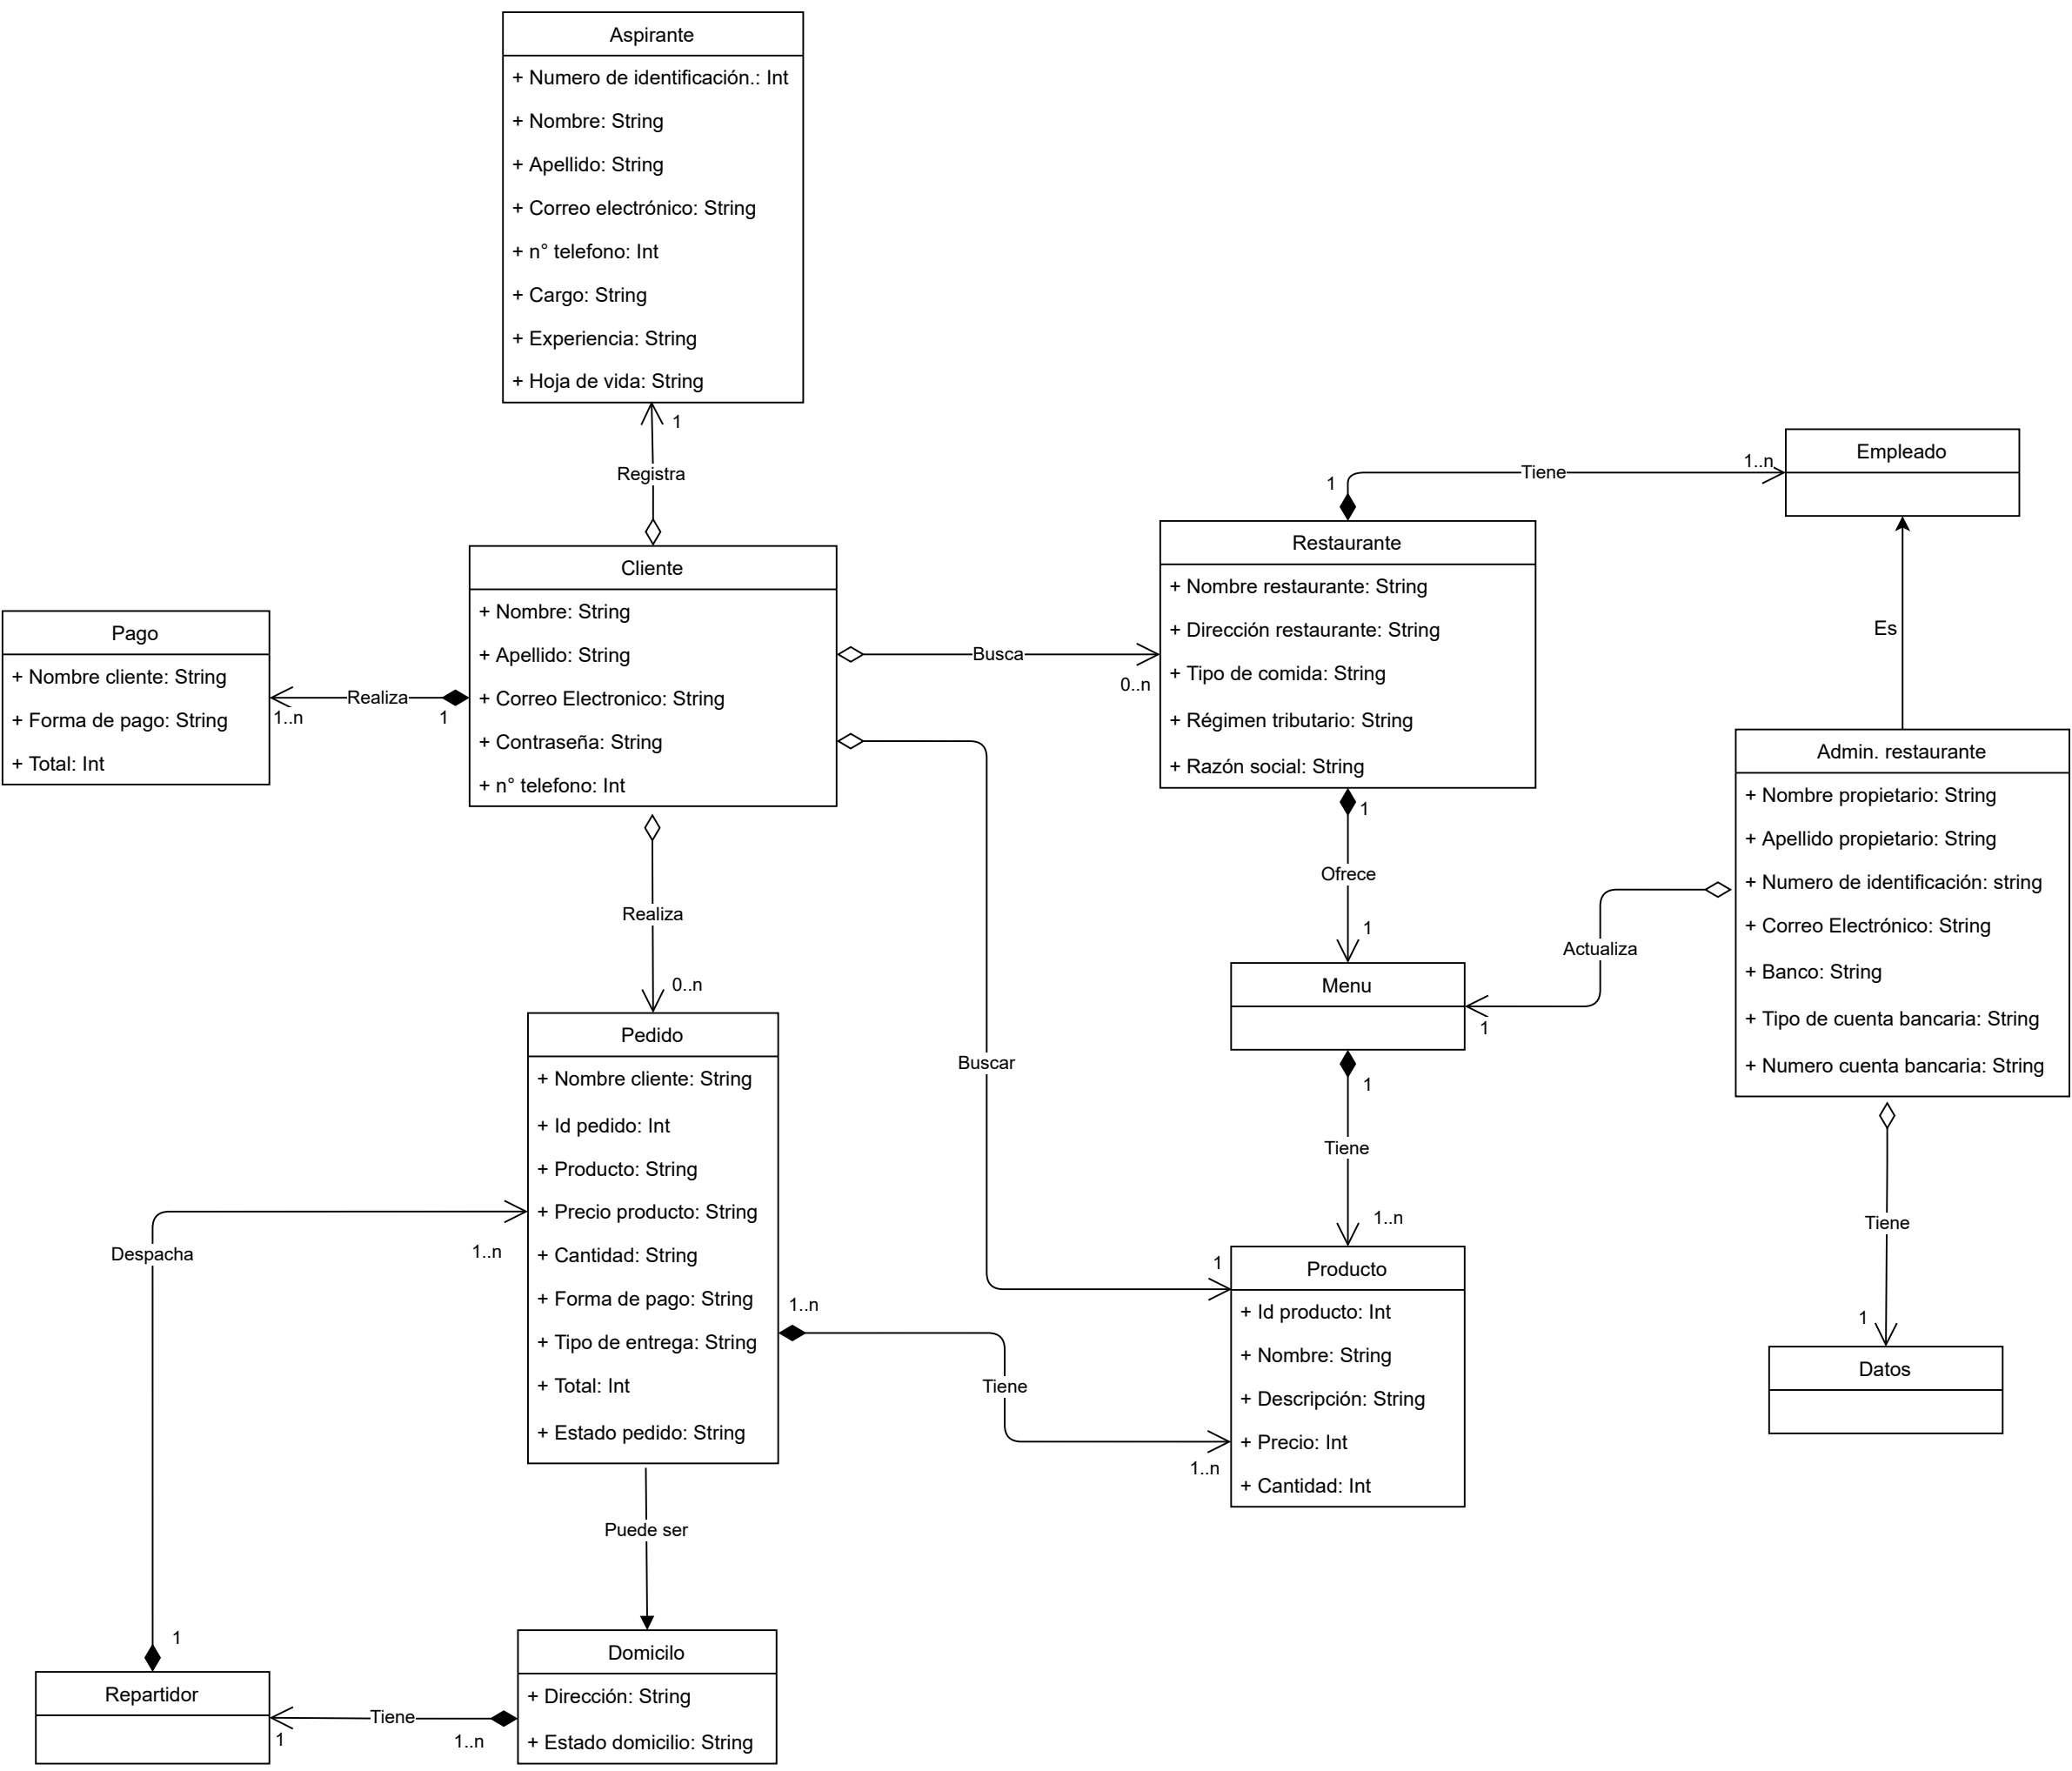 Aspirante
+ Numero de identificación.: Int
+ Nombre: String
+ Apellido: String
+ Correo electrónico: String
+ n° telefono: Int
+ Cargo: String
+ Experiencia: String
+ Hoja de vida: String
1
Registra
Cliente
+ Nombre: String
+ Apellido: String
+ Correo Electronico: String
+ Contraseña: String
+ n° telefono: Int
Pago
+ Nombre cliente: String
+ Forma de pago: String
+ Total: Int
Realiza
1..n
1
Busca
0..n
Restaurante
+ Nombre restaurante: String
+ Dirección restaurante: String
+ Tipo de comida: String
+ Régimen tributario: String
+ Razón social: String
1
Tiene
1..n
Empleado
Es
Admin. restaurante
+ Nombre propietario: String
+ Apellido propietario: String
+ Numero de identificación: string
+ Correo Electrónico: String
+ Banco: String
+ Tipo de cuenta bancaria: String
+ Numero cuenta bancaria: String
1
Ofrece
1
Menu
Actualiza
1
1
Tiene
1..n
Realiza
0..n
Pedido
+ Nombre cliente: String
+ Id pedido: Int
+ Producto: String
+ Precio producto: String
+ Cantidad: String
+ Forma de pago: String
+ Tipo de entrega: String
+ Total: Int
+ Estado pedido: String
Buscar
1
Producto
+ Id producto: Int
+ Nombre: String
+ Descripción: String
+ Precio: Int
+ Cantidad: Int
1..n
Tiene
1..n
Tiene
1
Datos
Despacha
1..n
1
Puede ser
Domicilo
+ Dirección: String
+ Estado domicilio: String
Repartidor
Tiene
1
1..n